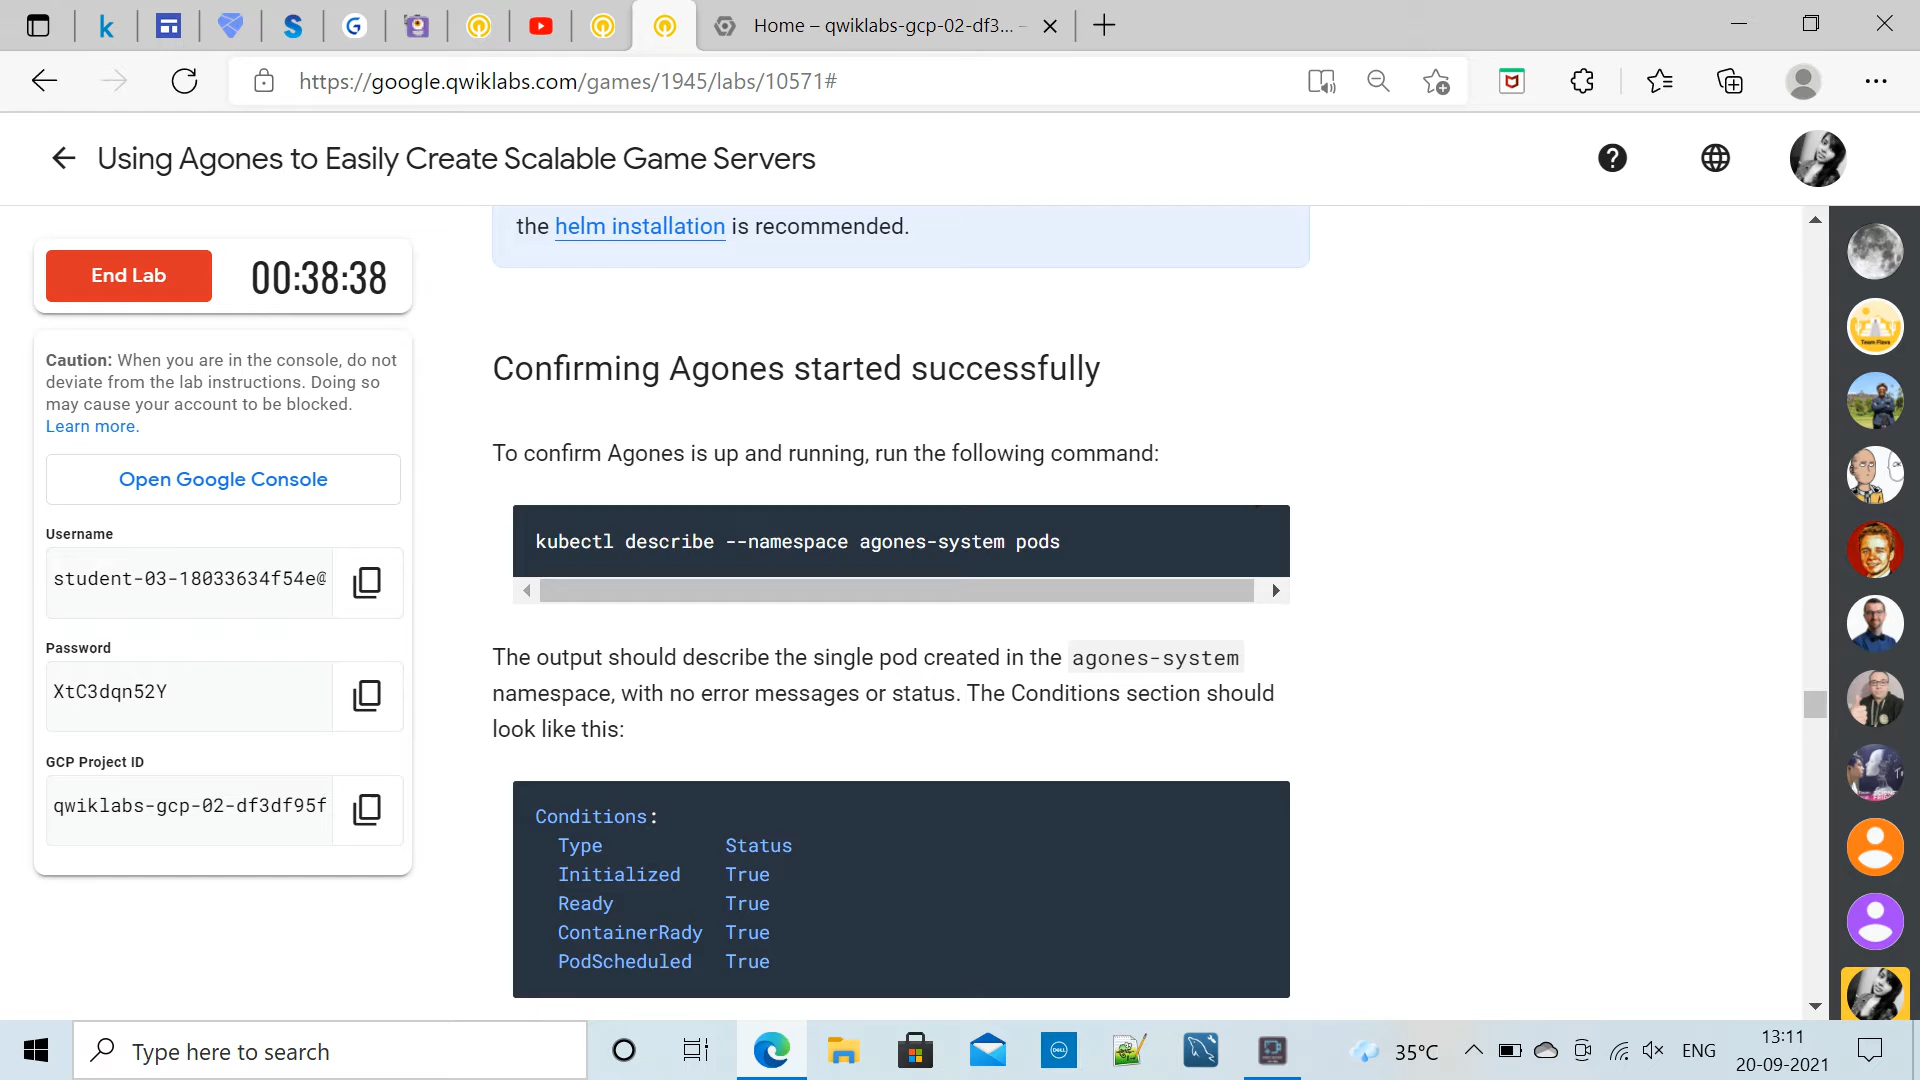 Home – qwiklabs-gcp-02-df3...
https://google.qwiklabs.com/games/1945/labs/10571#
Using Agones to Easily Create Scalable Game Servers
the helm installation is recommended.
End Lab
00:38:38
Caution: When you are in the console, do not
deviate from the lab instructions. Doing so
may cause your account to be blocked.
Learn more.
Open Google Console
Username
student-03-18033634f54e@
Password
XtC3dqn52Y
GCP Project ID
qwiklabs-gcp-02-df3df95f
Confirming Agones started successfully
To confirm Agones is up and running, run the following command:
kubectl describe --namespace agones-system pods
The output should describe the single pod created in the agones-system
namespace, with no error messages or status. The Conditions section should
look like this:
Conditions:
Type Status
Initialized True
Ready True
ContainerRady True
PodScheduled True
Type here to search
35°C
ENG
13:11
20-09-2021